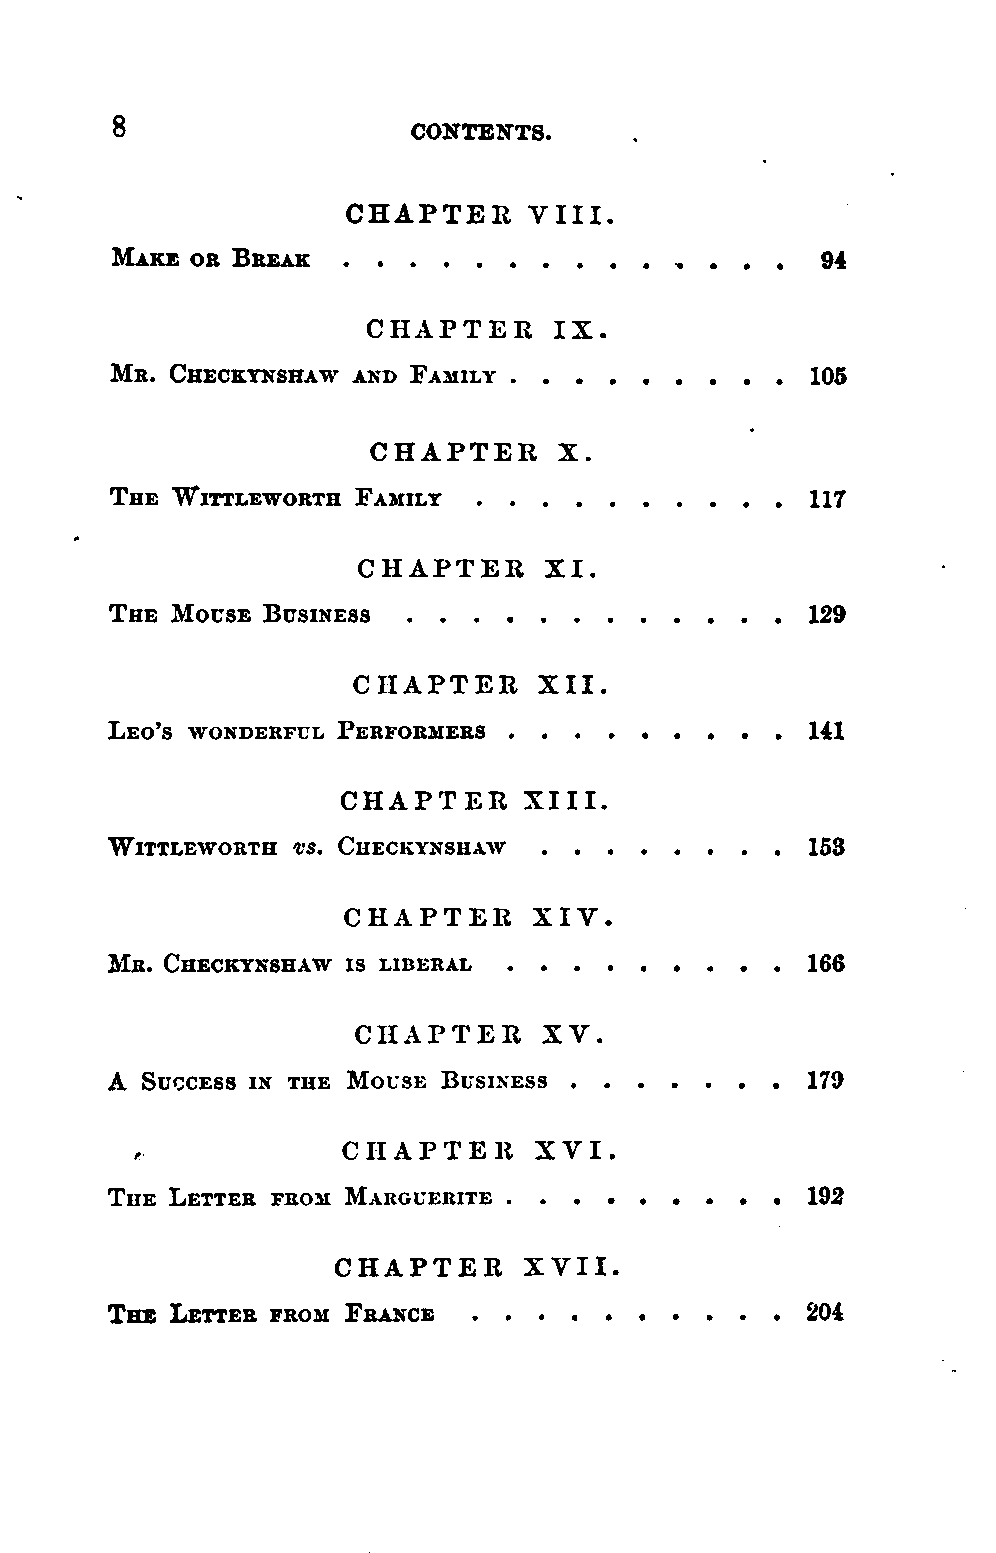 8 CONTENTS.
CHAPTER VIII.
MAKE OR BREAK . . . . . . . . . . . . . . 94
CHAPTER IX.
MR. CHECKYNSHAW AND FAMILY . . . . . . . . . 105
CHAPTER X.
THE WITTLEWORTH FAMILY . . . . . . . . . . 117
CHAPTER XI.
THE MOUSE BUSINESS . . . . . . . . . . . . 129
CHAPTER XII.
LEO'S WONDERFUL PERFORMERS . . . . . . . . . 141
CHAPTER XIII.
WITTLEWORTH vs. CHECKYNSHAW . . . . . . . . 153
CHAPTER XIV.
MR. CHECKYNSHAW IS LIBERAL . . . . . . . . . 166
CHAPTER XV.
A SUCCESS IN THE MOUSE BUSINESS . . . . . . . 179
CHAPTER XVI.
THE LETTER FROM MARGUERITE . . . . . . . . . 192
CHAPTER XVII.
THE LETTER FROM FRANCE . . . . . . . . . . 204